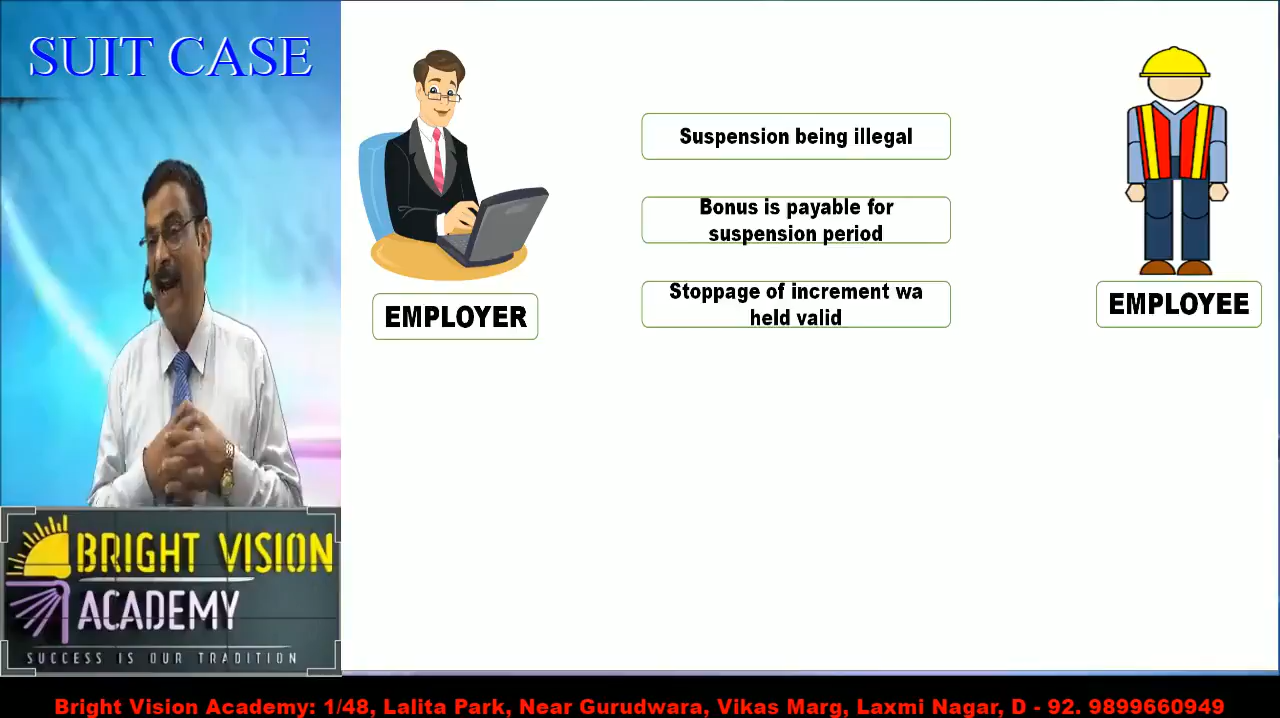 SUIT CASE
Suspension being illegal
Bonus is payable for
suspension period
Stoppage of increment wa
held valid
EMPLOYER
EMPLOYEE
BRIGHT VISION
ACADEMY
SUCCESS IS OUR TRADITION
Bright Vision Academy: 1/48, Lalita Park, Near Gurudwara, Vikas Marg, Laxmi Nagar, D - 92. 9899660949